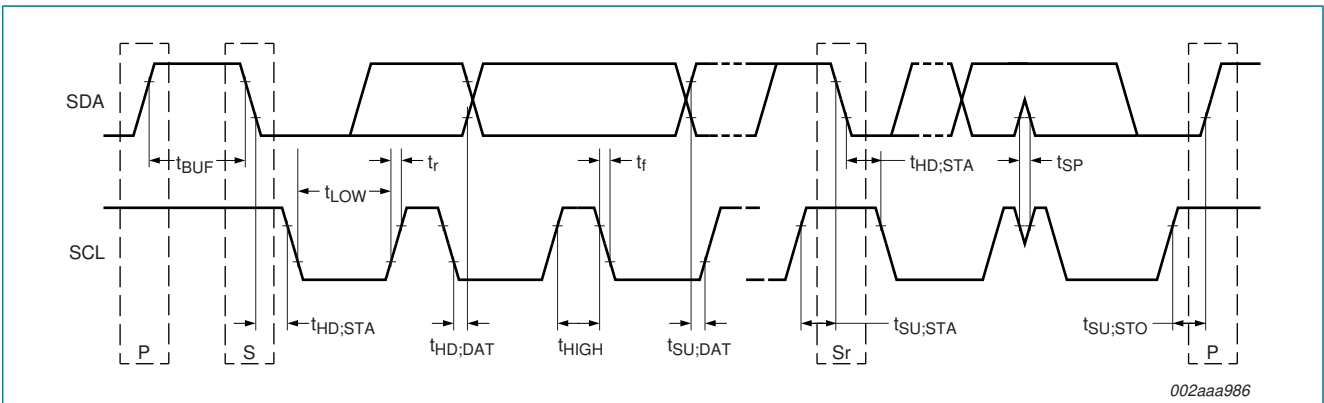 SDA
tBUF
tr
tf
tHD;STA
tSP
tLOW
SCL
tHD;STA
tHD;DAT
tHIGH
tSU;DAT
tSU;STA
tSU;STO
P
S
Sr
P
002aaa986